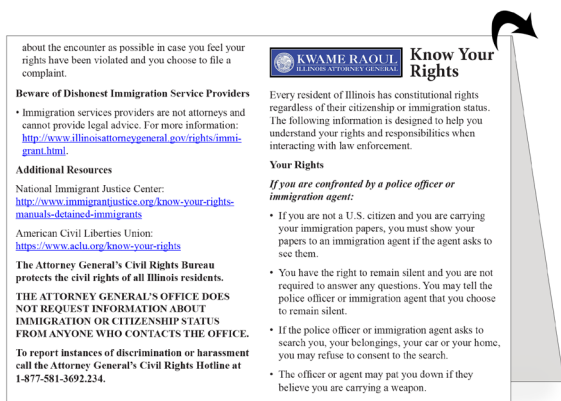 about the encounter as possible in case you feel your
rights have been violated and you choose to file a
complaint.
Beware of Dishonest Immigration Service Providers
• Immigration services providers are not attorneys and
cannot provide legal advice. For more information:
http://www.illinoisattorneygeneral.gov/rights/immi-
grant.html.
Additional Resources
National Immigrant Justice Center:
http://www.immigrantjustice.org/know-your-rights-
manuals-detained-immigrants
American Civil Liberties Union:
https://www.aclu.org/know-your-rights
The Attorney General's Civil Rights Bureau
protects the civil rights of all Illinois residents.
THE ATTORNEY GENERAL'S OFFICE DOES
NOT REQUEST INFORMATION ABOUT
IMMIGRATION OR CITIZENSHIP STATUS
FROM ANYONE WHO CONTACTS THE OFFICE.
To report instances of discrimination or harassment
call the Attorney General's Civil Rights Hotline at
1-877-581-3692.234.
KWAME RAOUL
ILLINOIS ATTORNEY GENERAL
Know Your
Rights
Every resident of Illinois has constitutional rights
regardless of their citizenship or immigration status.
The following information is designed to help you
understand your rights and responsibilities when
interacting with law enforcement.
Your Rights
If you are confronted by a police officer or
immigration agent:
• If you are not a U.S. citizen and you are carrying
your immigration papers, you must show your
papers to an immigration agent if the agent asks to
see them.
• You have the right to remain silent and you are not
required to answer any questions. You may tell the
police officer or immigration agent that you choose
to remain silent.
• If the police officer or immigration agent asks to
search you, your belongings, your car or your home,
you may refuse to consent to the search.
• The officer or agent may pat you down if they
believe you are carrying a weapon.